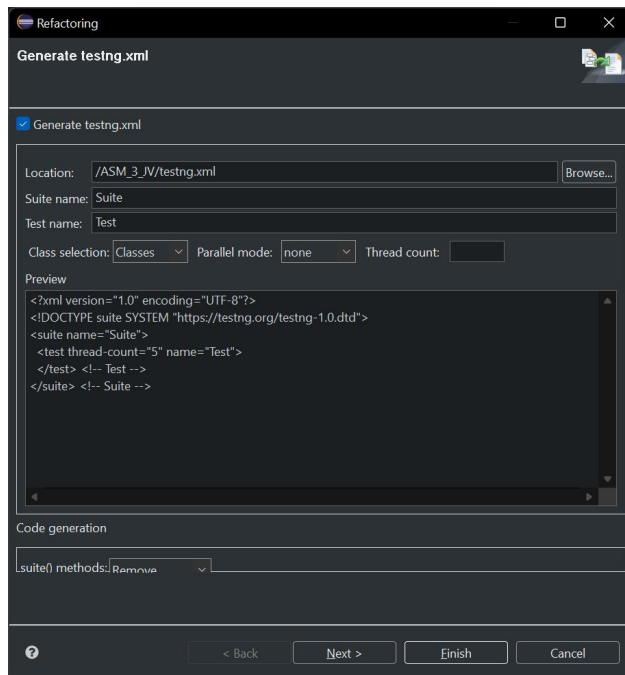 Refactoring
Generate testng.xml
Generate testng.xml
Location: /ASM_3_JV/testng.xml Browse...
Suite name: Suite
Test name: Test
Class selection: Classes Parallel mode: none Thread count:
Preview
<?xml version="1.0" encoding="UTF-8"?>
<!DOCTYPE suite SYSTEM "https://testng.org/testng-1.0.dtd">
<suite name="Suite">
  <test thread-count="5" name="Test">
  </test> <!-- Test -->
</suite> <!-- Suite -->
Code generation
suite() methods: Remove
? < Back Next > Finish Cancel